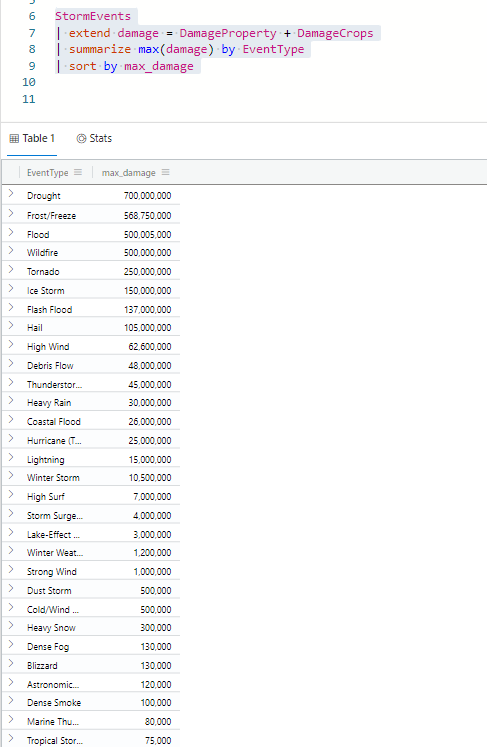 6 StormEvents
7 | extend damage = DamageProperty + DamageCrops
8 | summarize max(damage) by EventType
9 | sort by max_damage
10
11
Table 1 Stats
EventType max_damage
Drought 700,000,000
Frost/Freeze 568,750,000
Flood 500,005,000
Wildfire 500,000,000
Tornado 250,000,000
Ice Storm 150,000,000
Flash Flood 137,000,000
Hail 105,000,000
High Wind 62,600,000
Debris Flow 48,000,000
Thunderstor... 45,000,000
Heavy Rain 30,000,000
Coastal Flood 26,000,000
Hurricane (T... 25,000,000
Lightning 15,000,000
Winter Storm 10,500,000
High Surf 7,000,000
Storm Surge... 4,000,000
Lake-Effect ... 3,000,000
Winter Weat... 1,200,000
Strong Wind 1,000,000
Dust Storm 500,000
Cold/Wind ... 500,000
Heavy Snow 300,000
Dense Fog 130,000
Blizzard 130,000
Astronomic... 120,000
Dense Smoke 100,000
Marine Thu... 80,000
Tropical Stor... 75,000